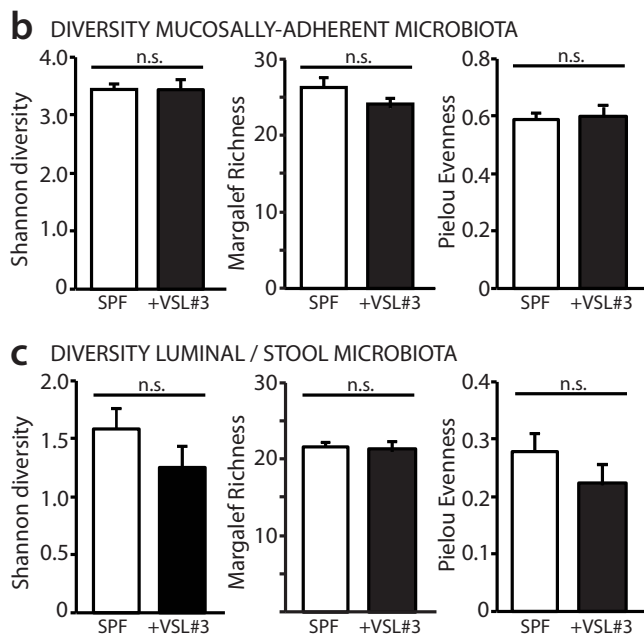 b DIVERSITY MUCOSALLY-ADHERENT MICROBIOTA
Shannon diversity
4.0
3.0
2.0
1.0
0
n.s.
SPF +VSL#3
Margalef Richness
30
20
10
0
n.s.
SPF +VSL#3
Pielou Evenness
0.8
0.6
0.4
0.2
0
n.s.
SPF +VSL#3
c DIVERSITY LUMINAL / STOOL MICROBIOTA
Shannon diversity
2.0
1.5
1.0
0.5
0
n.s.
SPF +VSL#3
Margalef Richness
30
20
10
0
n.s.
SPF +VSL#3
Pielou Evenness
0.4
0.3
0.2
0.1
0
n.s.
SPF +VSL#3